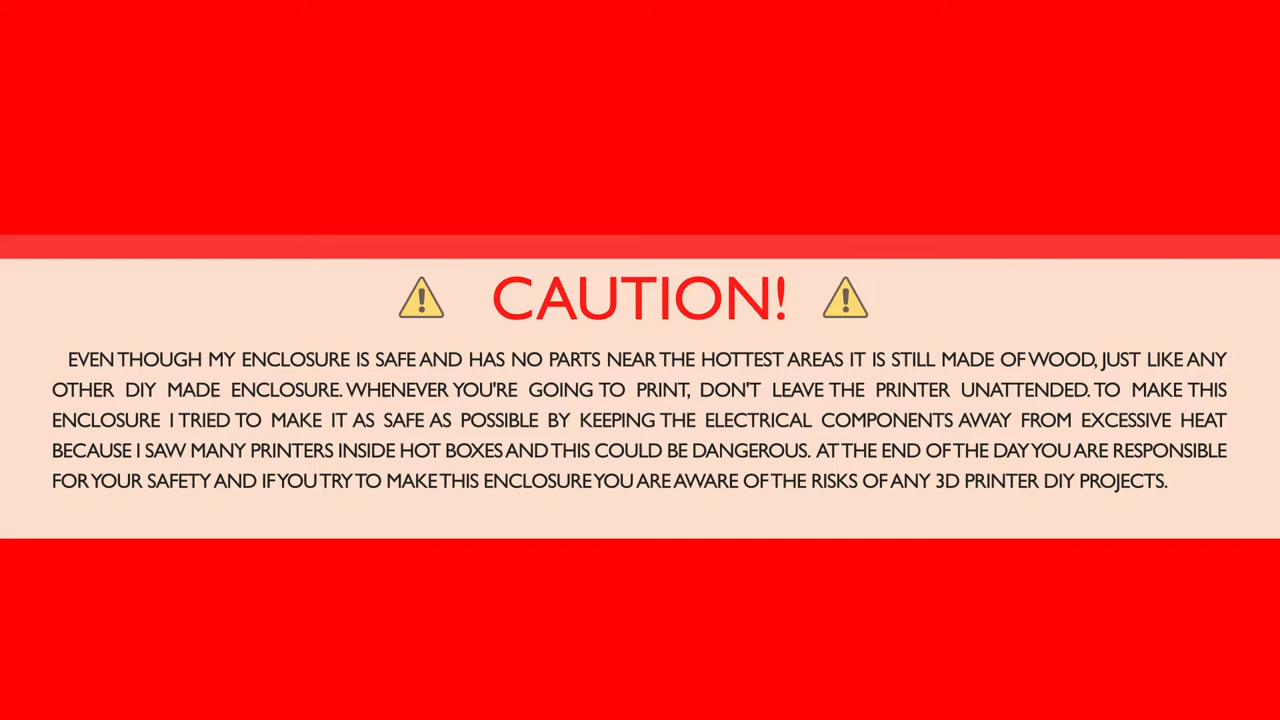 CAUTION!
EVEN THOUGH MY ENCLOSURE IS SAFE AND HAS NO PARTS NEAR THE HOTTEST AREAS IT IS STILL MADE OF WOOD, JUST LIKE ANY
OTHER DIY MADE ENCLOSURE. WHENEVER YOU'RE GOING TO PRINT, DON'T LEAVE THE PRINTER UNATTENDED. TO MAKE THIS
ENCLOSURE I TRIED TO MAKE IT AS SAFE AS POSSIBLE BY KEEPING THE ELECTRICAL COMPONENTS AWAY FROM EXCESSIVE HEAT
BECAUSE I SAW MANY PRINTERS INSIDE HOT BOXES AND THIS COULD BE DANGEROUS. AT THE END OF THE DAY YOU ARE RESPONSIBLE
FOR YOUR SAFETY AND IF YOU TRY TO MAKE THIS ENCLOSURE YOU ARE AWARE OF THE RISKS OF ANY 3D PRINTER DIY PROJECTS.